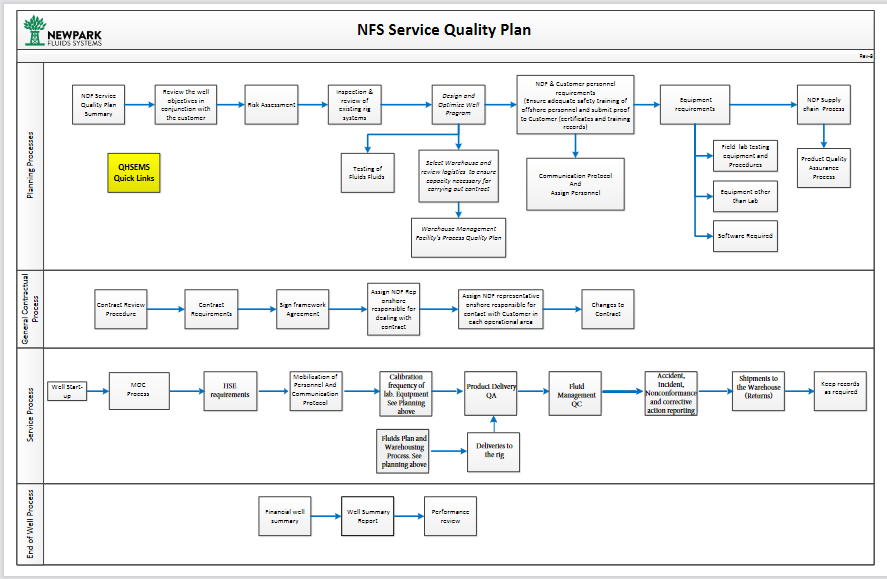 NFS Service Quality Plan
NEWPARK
FLUIDS SYSTEMS
Rev-B
Planning Processes
NDF Service
Quality Plan
Summary
Review the well
objectives in
conjunction with
the customer
Risk Assessment
Inspection &
review of
existing rig
systems
Design and
Optimize Well
Program
NDF & Customer personnel
requirements
(Ensure adequate safety training of
offshore personnel and submit proof
to Customer (certificates and training
records)
Equipment
requirements
NDF Supply
chain Process
QHSEMS
Quick Links
Testing of
Fluids Fluids
Select Warehouse and
review logistics to ensure
capacity necessary for
carrying out contract
Warehouse Management
Facility's Process Quality Plan
Communication Protocol
And
Assign Personnel
Field lab testing
equipment and
Procedures
Equipment other
than Lab
Software Required
Product Quality
Assurance
Process
General Contractual
Process
Contract Review
Procedure
Contract
Requirements
Sign framework
Agreement
Assign NDF Rep
onshore
responsible for
dealing with
contract
Assign NDF representative
onshore responsible for
contact with Customer in
each operational area
Changes to
Contract
Service Process
Well Start-
up
MOC
Process
HSE
requirements
Mobilisation of
Personnel And
Communication
Protocol
Calibration
frequency of
lab. Equipment
See Planning
above
Product Delivery
QA
Fluid
Management
QC
Accident,
Incident,
Nonconformance
and corrective
action reporting
Shipments to
the Warehouse
(Returns)
Keep records
as required
Fluids Plan and
Warehousing
Process. See
planning above
Deliveries to
the rig
End of Well Process
Financial well
summary
Well Summary
Report
Performance
review